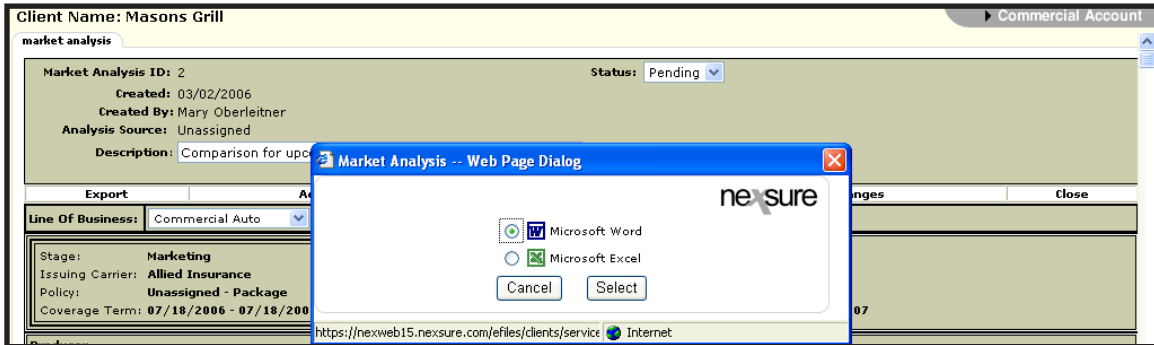 Client Name: Masons Grill
Commercial Account
market analysis
Market Analysis ID: 2
Status: Pending
Created: 03/02/2006
Created By: Mary Oberleitner
Analysis Source: Unassigned
Description: Comparison for upc
Market Analysis -- Web Page Dialog
nexsure
Microsoft Word
Microsoft Excel
Cancel Select
https://nexweb15.nexsure.com/efiles/clients/service Internet
Export A nges Close
Line Of Business: Commercial Auto
Stage: Marketing
Issuing Carrier: Allied Insurance
Policy: Unassigned - Package
Coverage Term: 07/18/2006 - 07/18/200 07